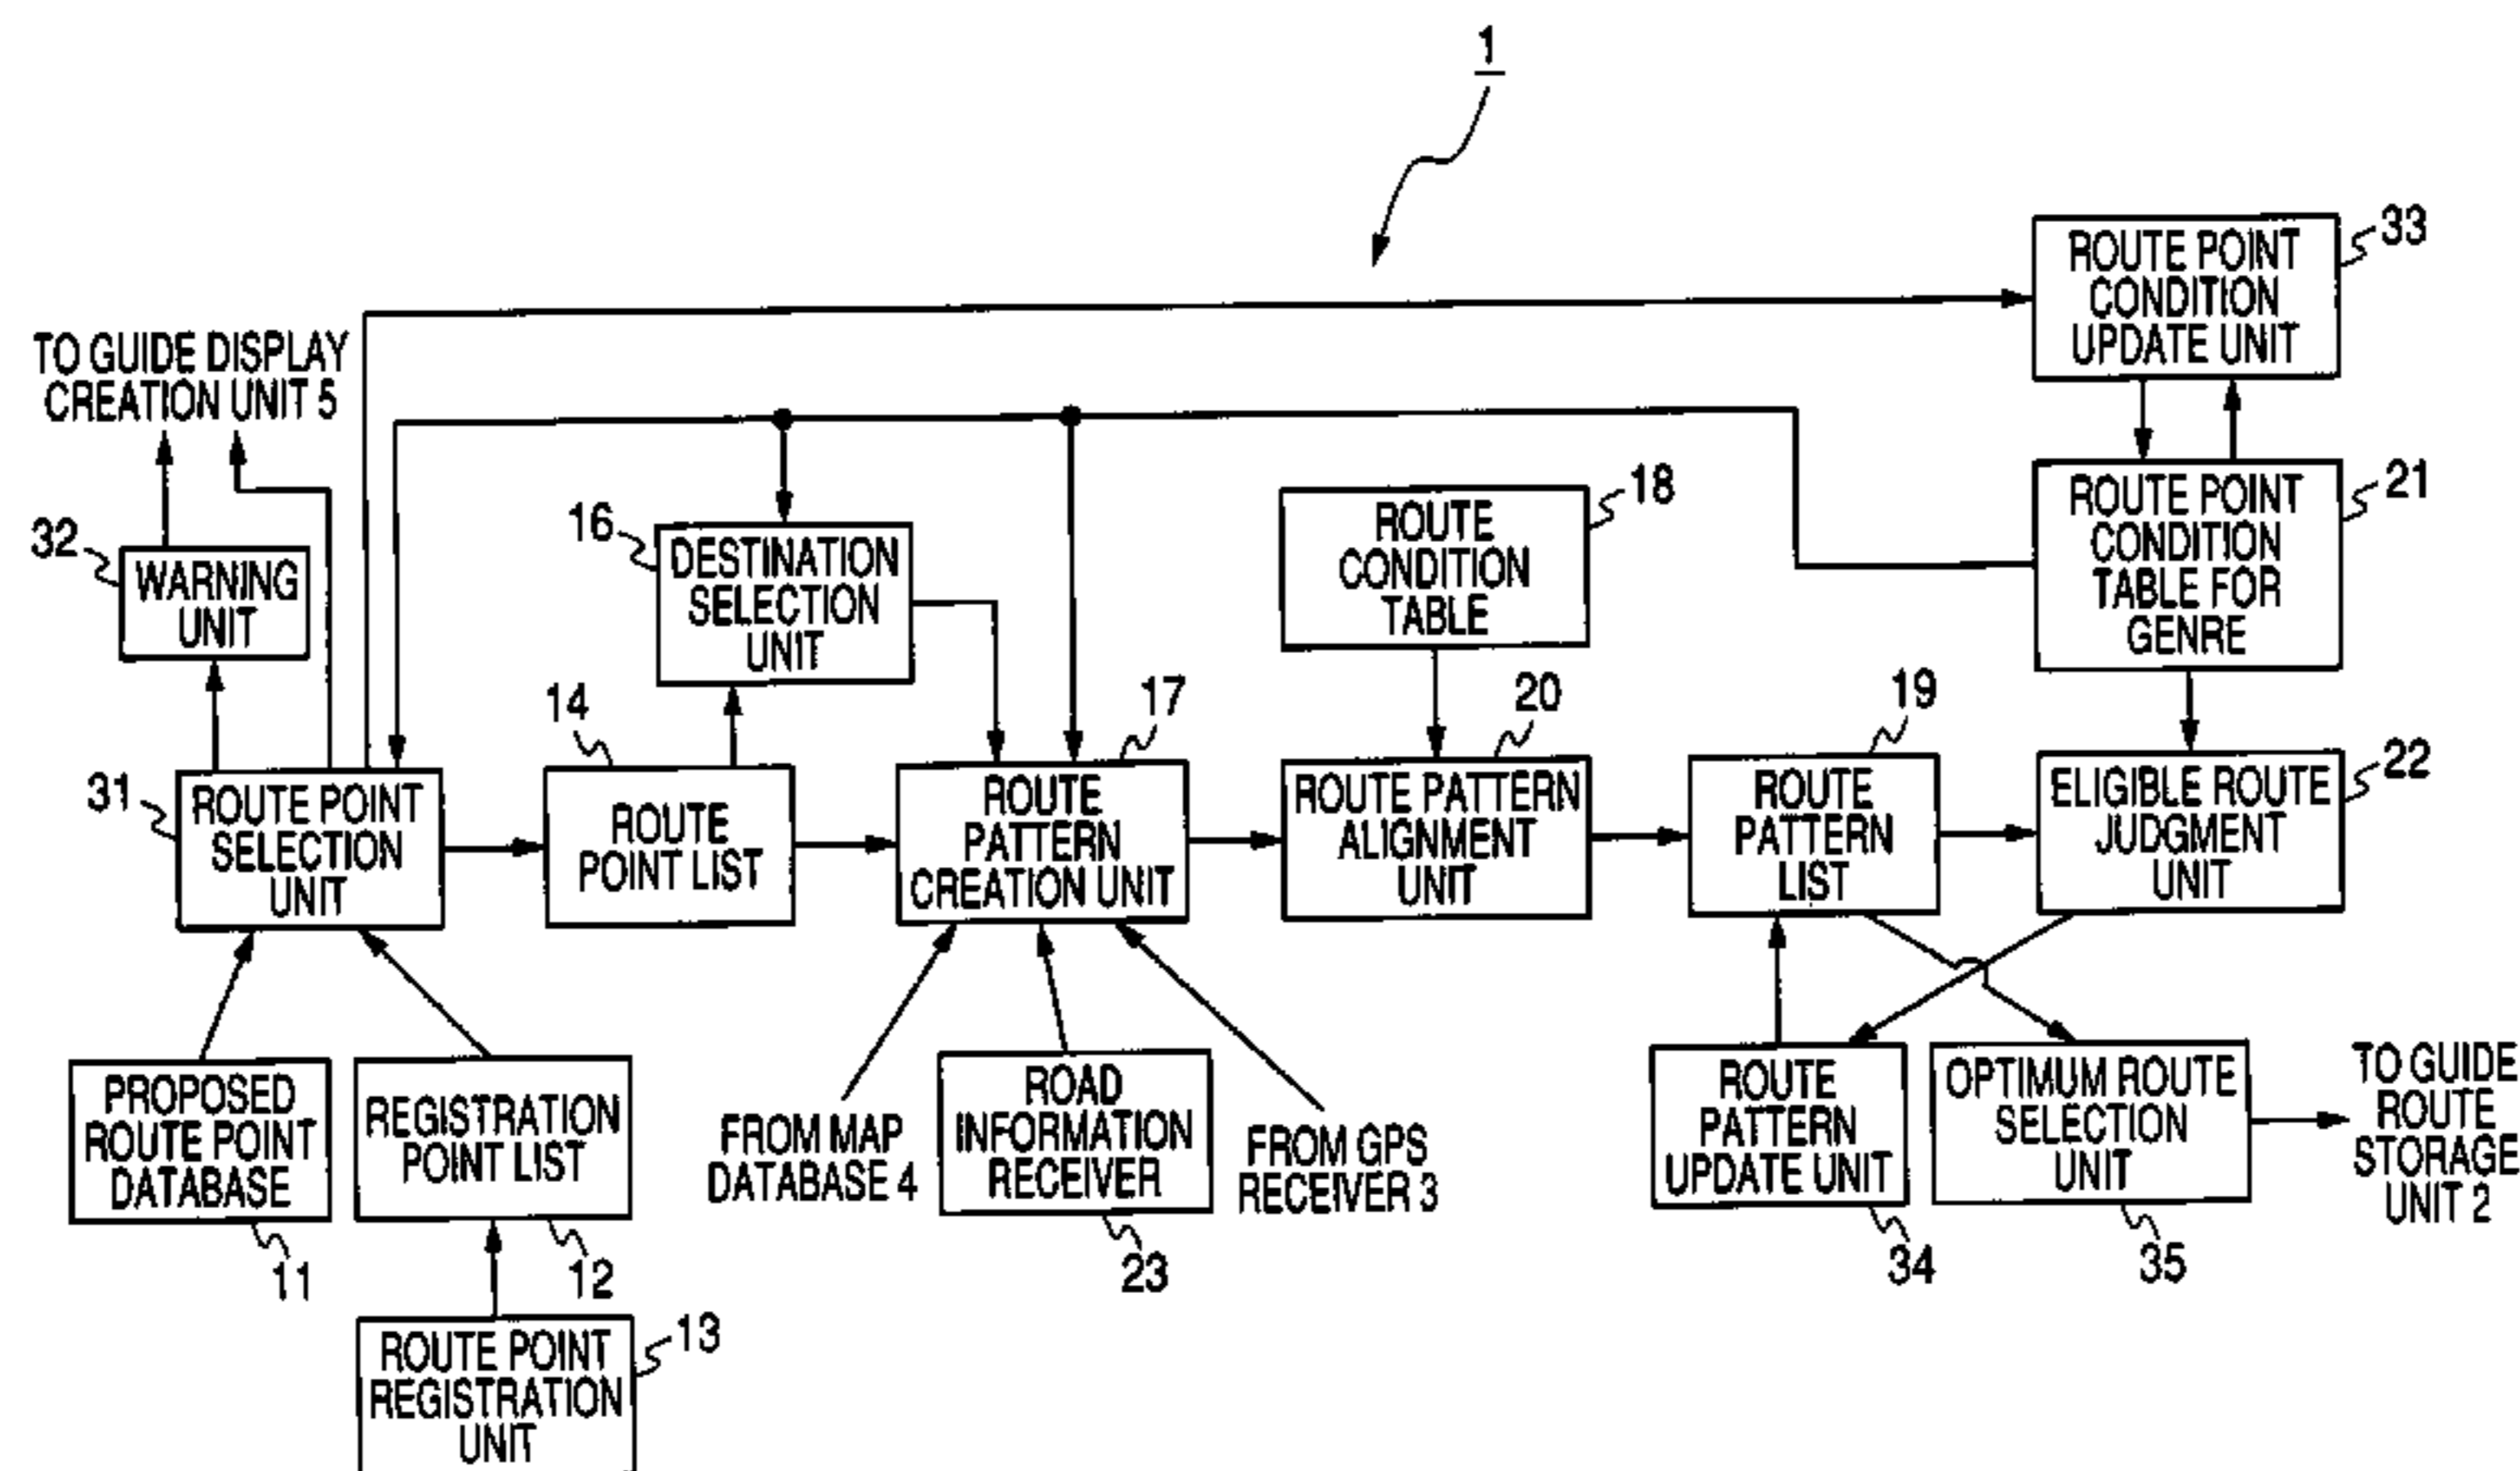 1
33
ROUTE POINT
CONDITION
UPDATE UNIT
TO GUIDE DISPLAY
CREATION UNIT 5
32
WARNING
UNIT
16
DESTINATION
SELECTION
UNIT
18
ROUTE
CONDITION
TABLE
21
ROUTE POINT
CONDITION
TABLE FOR
GENRE
31
ROUTE POINT
SELECTION
UNIT
14
ROUTE
POINT LIST
17
ROUTE
PATTERN
CREATION UNIT
20
ROUTE PATTERN
ALIGNMENT
UNIT
19
ROUTE
PATTERN
LIST
22
ELIGIBLE ROUTE
JUDGMENT
UNIT
PROPOSED
ROUTE POINT
DATABASE
11
REGISTRATION
POINT LIST
12
FROM MAP
DATABASE 4
ROAD
INFORMATION
RECEIVER
23
FROM GPS
RECEIVER 3
ROUTE
PATTERN
UPDATE UNIT
34
OPTIMUM ROUTE
SELECTION
UNIT
35
TO GUIDE
ROUTE
STORAGE
UNIT 2
13
ROUTE POINT
REGISTRATION
UNIT